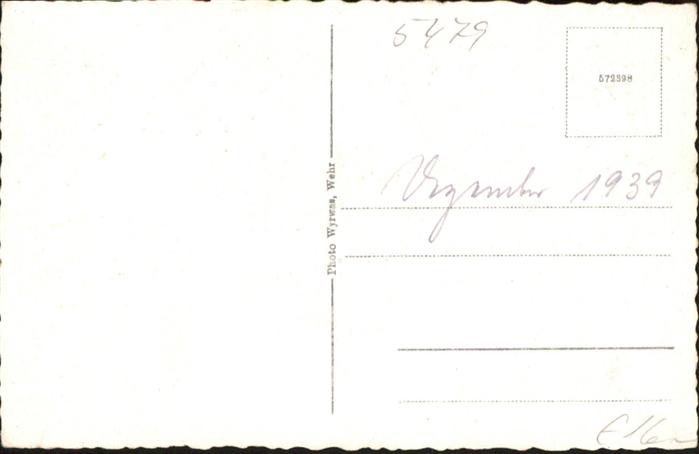 5479
572398
Dezember 1939
Photo Wyrwas, Wehr